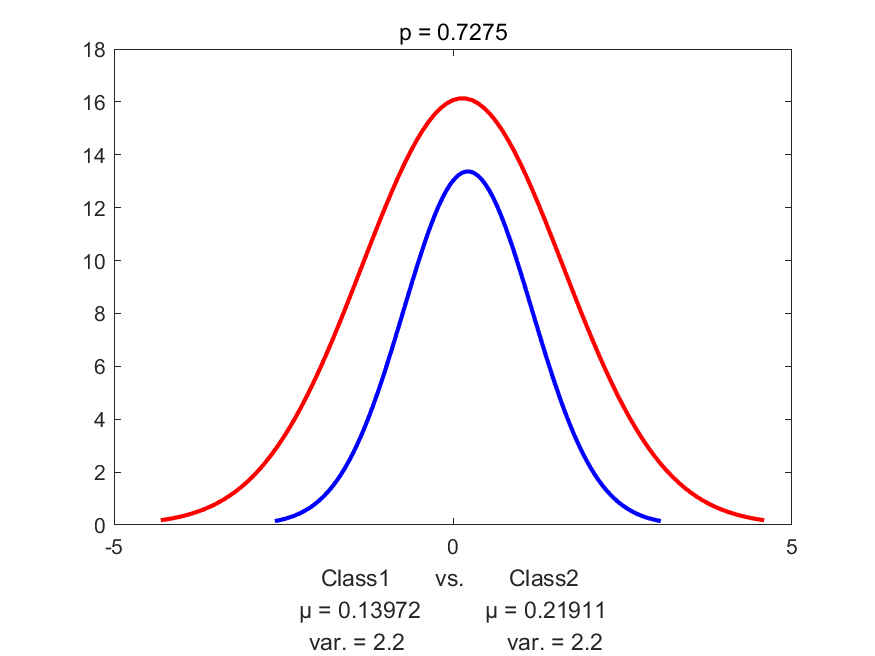 p = 0.7275
18
16
14
12
10
8
6
4
2
0
-5 0 5
Class1 vs. Class2
μ = 0.13972 μ = 0.21911
var. = 2.2 var. = 2.2